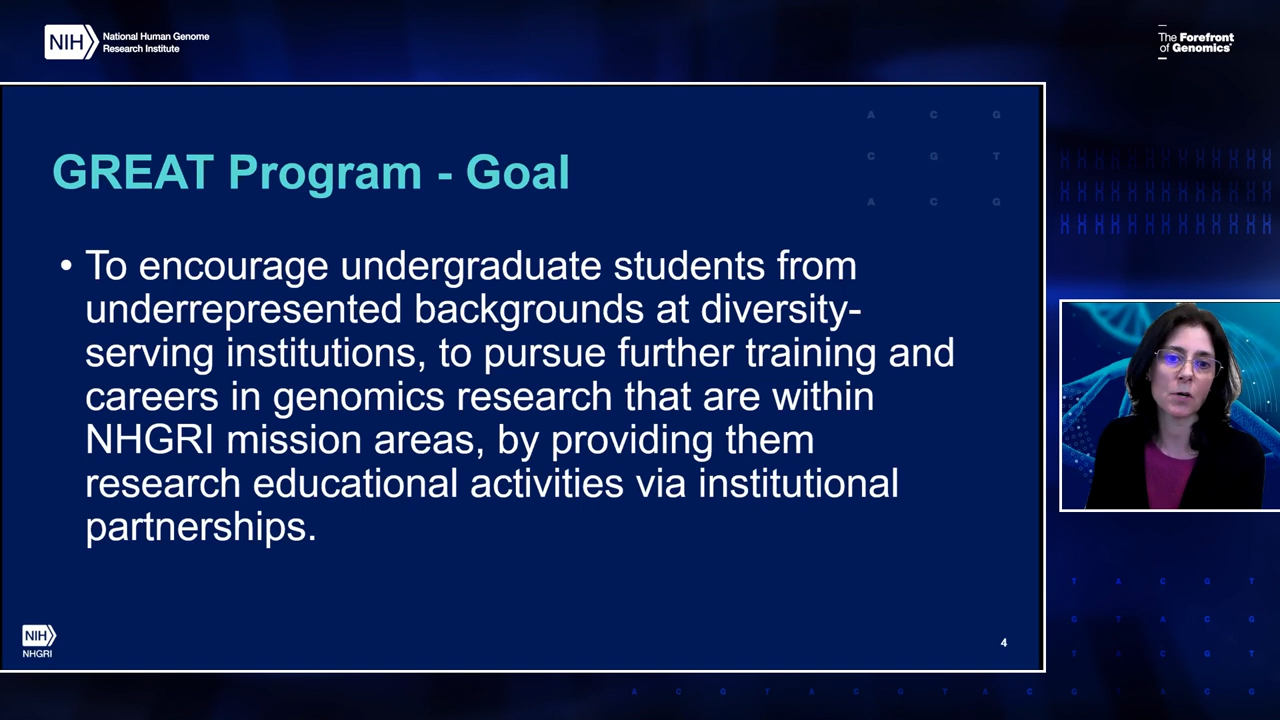 NIH
National Human Genome
Research Institute
The Forefront
of Genomics®
A C G
C G T
A C G
GREAT Program - Goal
• To encourage undergraduate students from
underrepresented backgrounds at diversity-
serving institutions, to pursue further training and
careers in genomics research that are within
NHGRI mission areas, by providing them
research educational activities via institutional
partnerships.
NIH
NHGRI
4
T A C G T
G T A C G
T A C G T
A C G T A C G T A C G T A C G